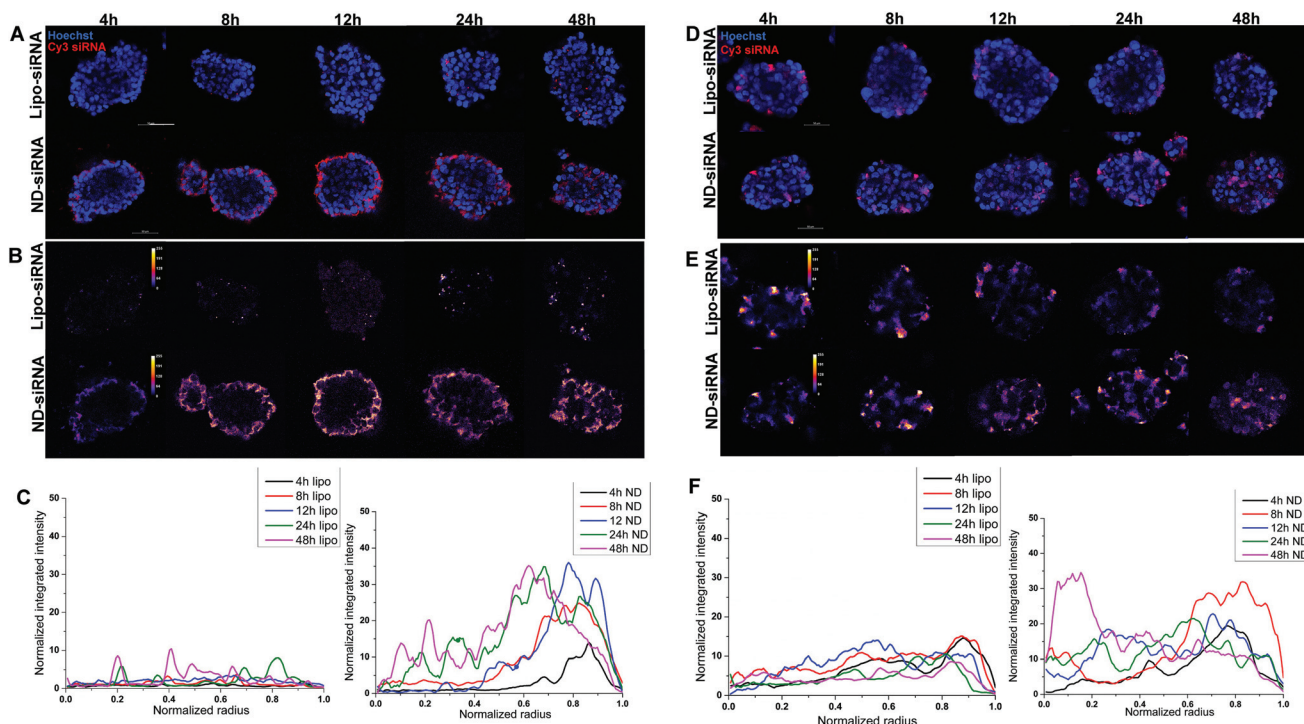 4h 8h 12h 24h 48h
A
Hoechst
Cy3 siRNA
Lipo-siRNA
ND-siRNA
B
Lipo-siRNA
ND-siRNA
C
4h lipo
8h lipo
12h lipo
24h lipo
48h lipo
50
40
30
20
10
0
0.0 0.2 0.4 0.6 0.8 1.0
Normalized integrated intensity
Normalized radius
4h ND
8h ND
12 ND
24h ND
48h ND
50
40
30
20
10
0
0.0 0.2 0.4 0.6 0.8 1.0
Normalized integrated intensity
Normalized radius
4h 8h 12h 24h 48h
D
Hoechst
Cy3 siRNA
Lipo-siRNA
ND-siRNA
E
Lipo-siRNA
ND-siRNA
F
4h lipo
8h lipo
12h lipo
24h lipo
48h lipo
50
40
30
20
10
0
0.0 0.2 0.4 0.6 0.8 1.0
Normalized integrated intensity
Normalized radius
4h ND
8h ND
12h ND
24h ND
48h ND
50
40
30
20
10
0
0.0 0.2 0.4 0.6 0.8 1.0
Normalized integrated intensity
Normalized radius